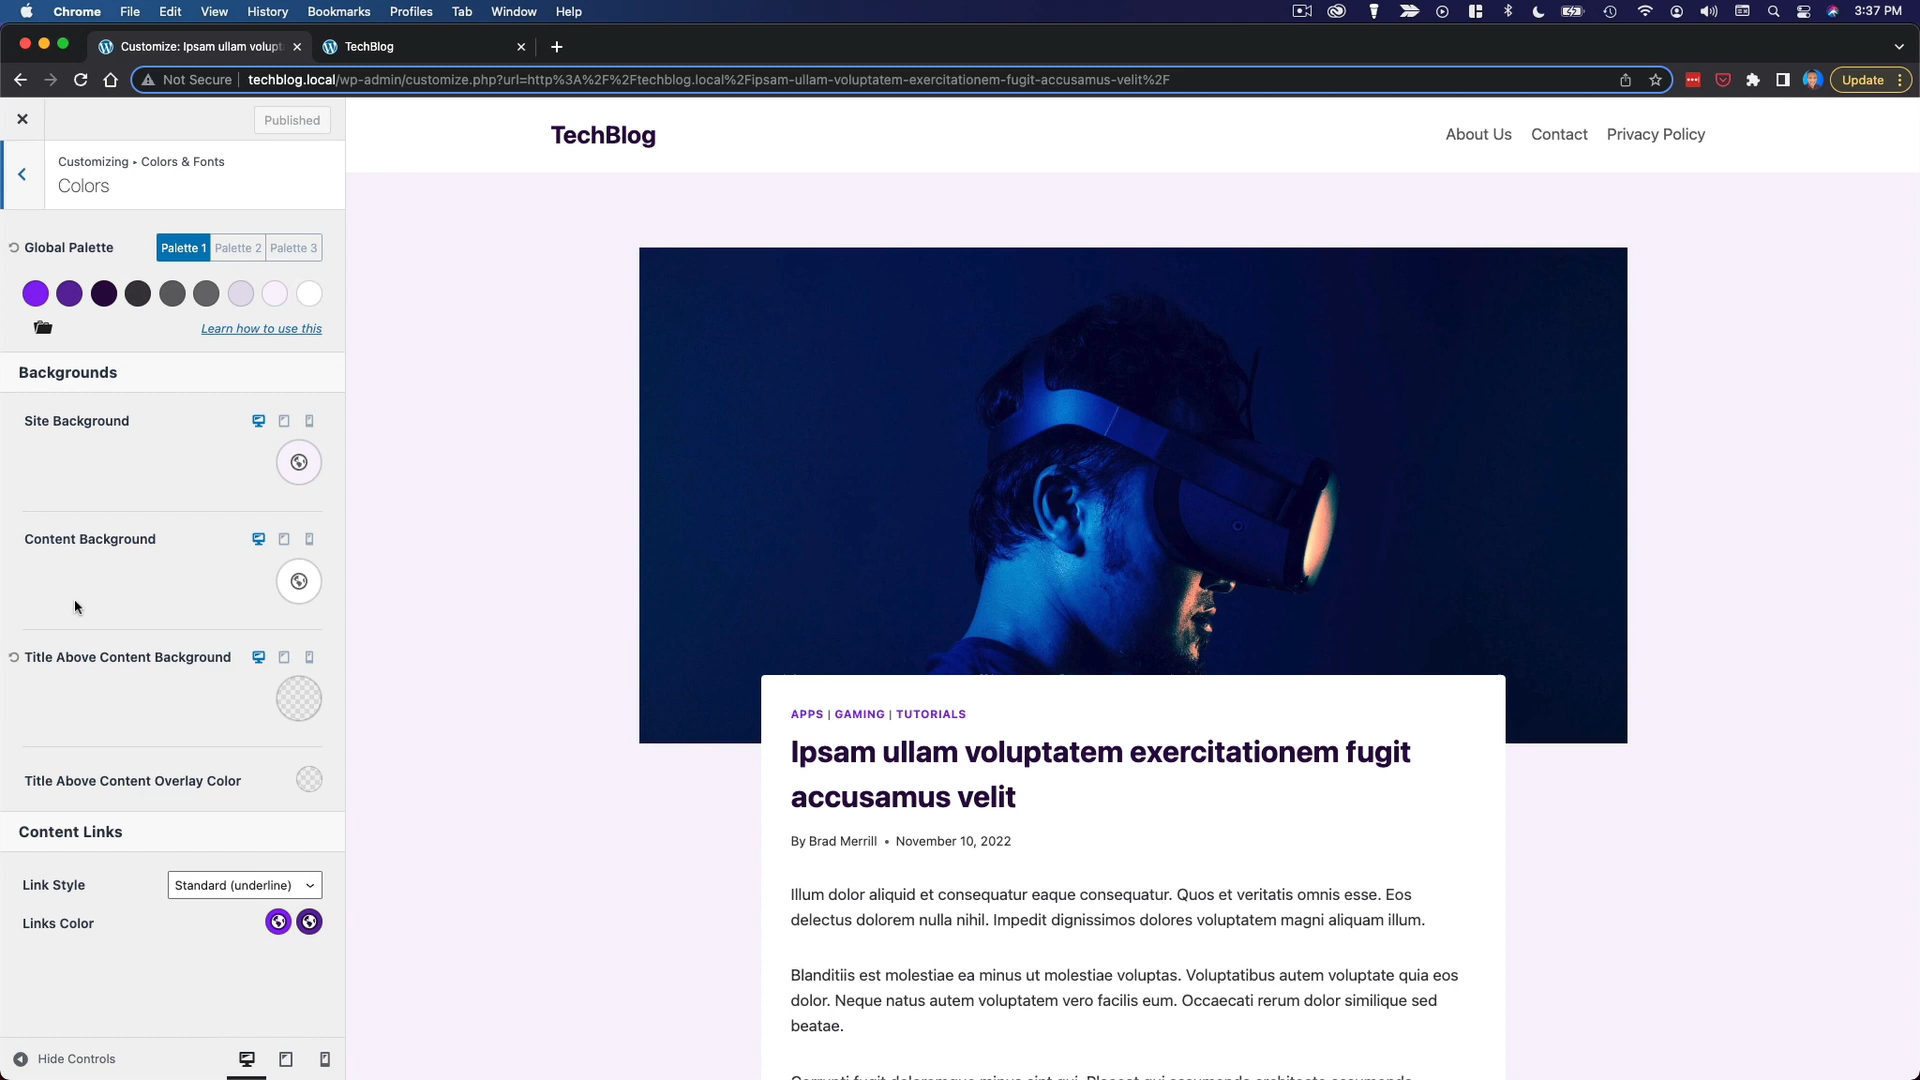 Chrome File Edit View History Bookmarks Profiles Tab Window Help 3:37 PM
Customize: Ipsam ullam volupt
TechBlog
Not Secure techblog.local/wp-admin/customize.php?url=http%3A%2F%2Ftechblog.local%2Fipsam-ullam-voluptatem-exercitationem-fugit-accusamus-velit%2F
Update
Published
Customizing ▸ Colors & Fonts
Colors
Global Palette
Palette 1
Palette 2
Palette 3
Learn how to use this
Backgrounds
Site Background
Content Background
Title Above Content Background
Title Above Content Overlay Color
Content Links
Link Style
Standard (underline)
Links Color
Hide Controls
TechBlog
About Us
Contact
Privacy Policy
APPS | GAMING | TUTORIALS
Ipsam ullam voluptatem exercitationem fugit
accusamus velit
By Brad Merrill • November 10, 2022
Illum dolor aliquid et consequatur eaque consequatur. Quos et veritatis omnis esse. Eos
delectus dolorem nulla nihil. Impedit dignissimos dolores voluptatem magni aliquam illum.
Blanditiis est molestiae ea minus ut molestiae voluptas. Voluptatibus autem voluptate quia eos
dolor. Neque natus autem voluptatem vero facilis eum. Occaecati rerum dolor similique sed
beatae.